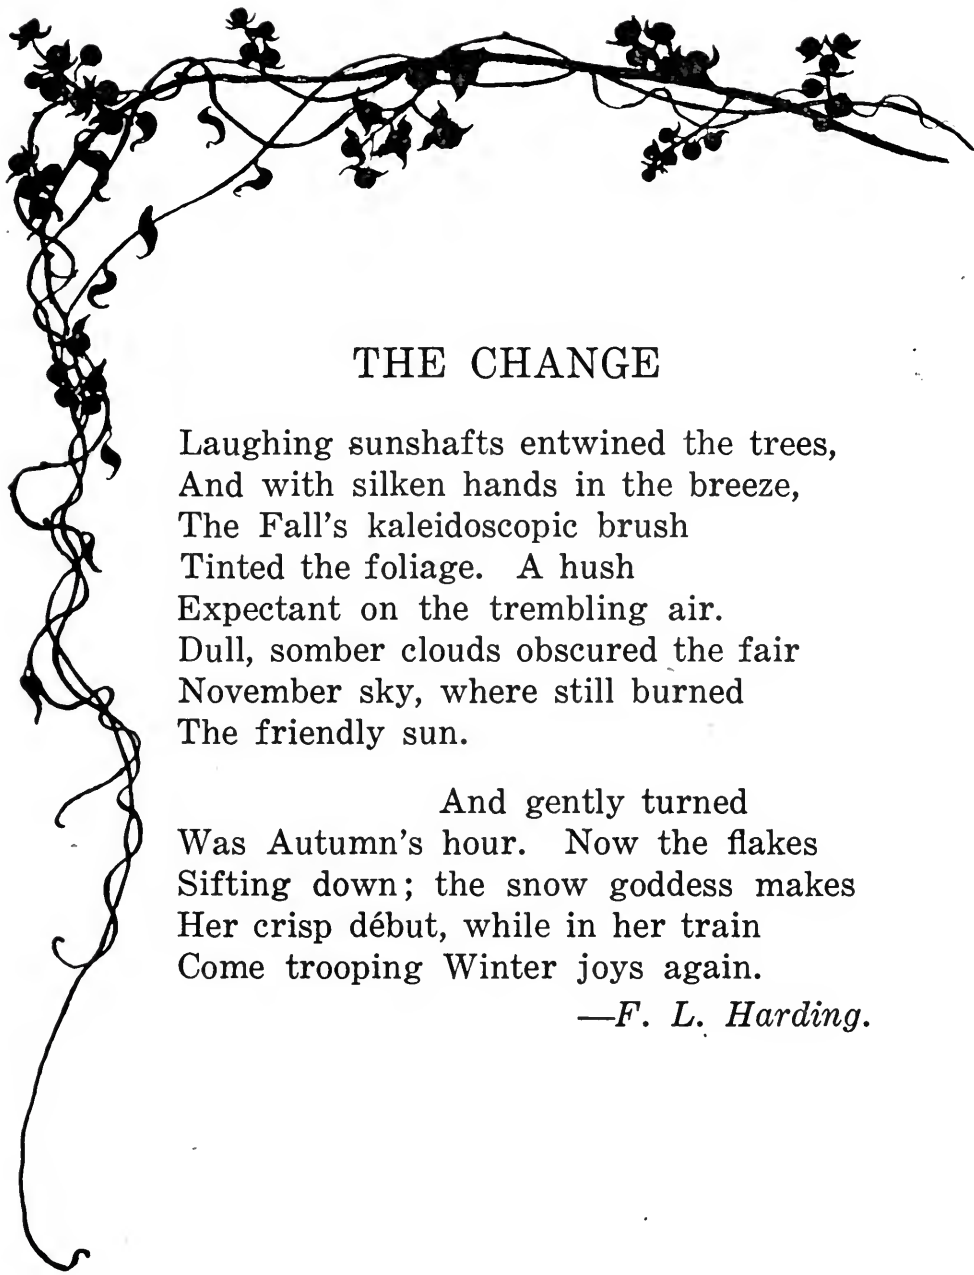 THE CHANGE
Laughing sunshafts entwined the trees,
And with silken hands in the breeze,
The Fall's kaleidoscopic brush
Tinted the foliage. A hush
Expectant on the trembling air.
Dull, somber clouds obscured the fair
November sky, where still burned
The friendly sun.
And gently turned
Was Autumn's hour. Now the flakes
Sifting down; the snow goddess makes
Her crisp début, while in her train
Come trooping Winter joys again.
—F. L. Harding.